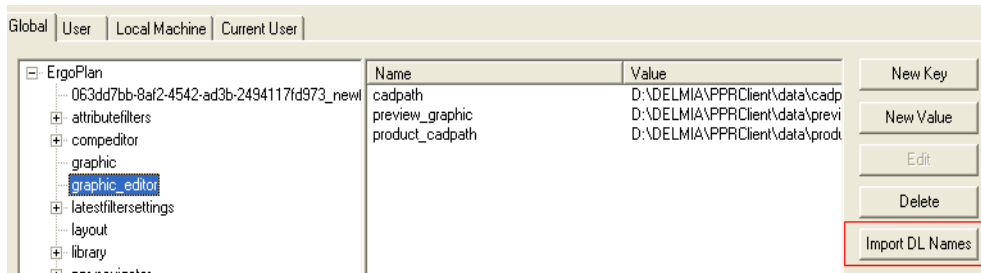 Global User Local Machine Current User
ErgoPlan
063dd7bb-8af2-4542-ad3b-2494117fd973_newl
attributefilters
compeditor
graphic
graphic_editor
latestfiltersettings
layout
library
Name Value
cadpath D:\DELMIA\PPRClient\data\cadp
preview_graphic D:\DELMIA\PPRClient\data\previ
product_cadpath D:\DELMIA\PPRClient\data\produ
New Key
New Value
Edit
Delete
Import DL Names